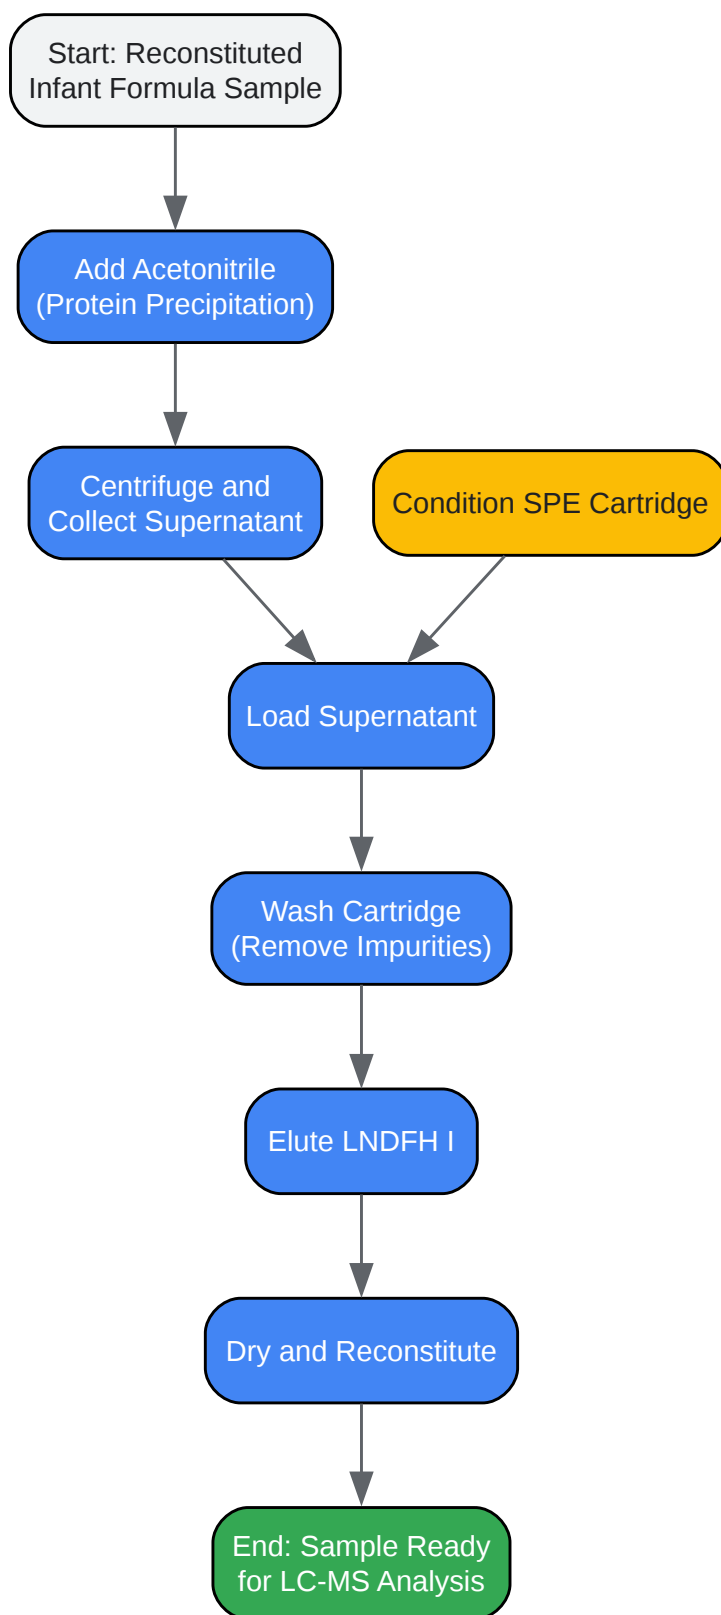 Start: Reconstituted
Infant Formula Sample
Add Acetonitrile
(Protein Precipitation)
Centrifuge and
Collect Supernatant
Condition SPE Cartridge
Load Supernatant
Wash Cartridge
(Remove Impurities)
Elute LNDFH I
Dry and Reconstitute
End: Sample Ready
for LC-MS Analysis